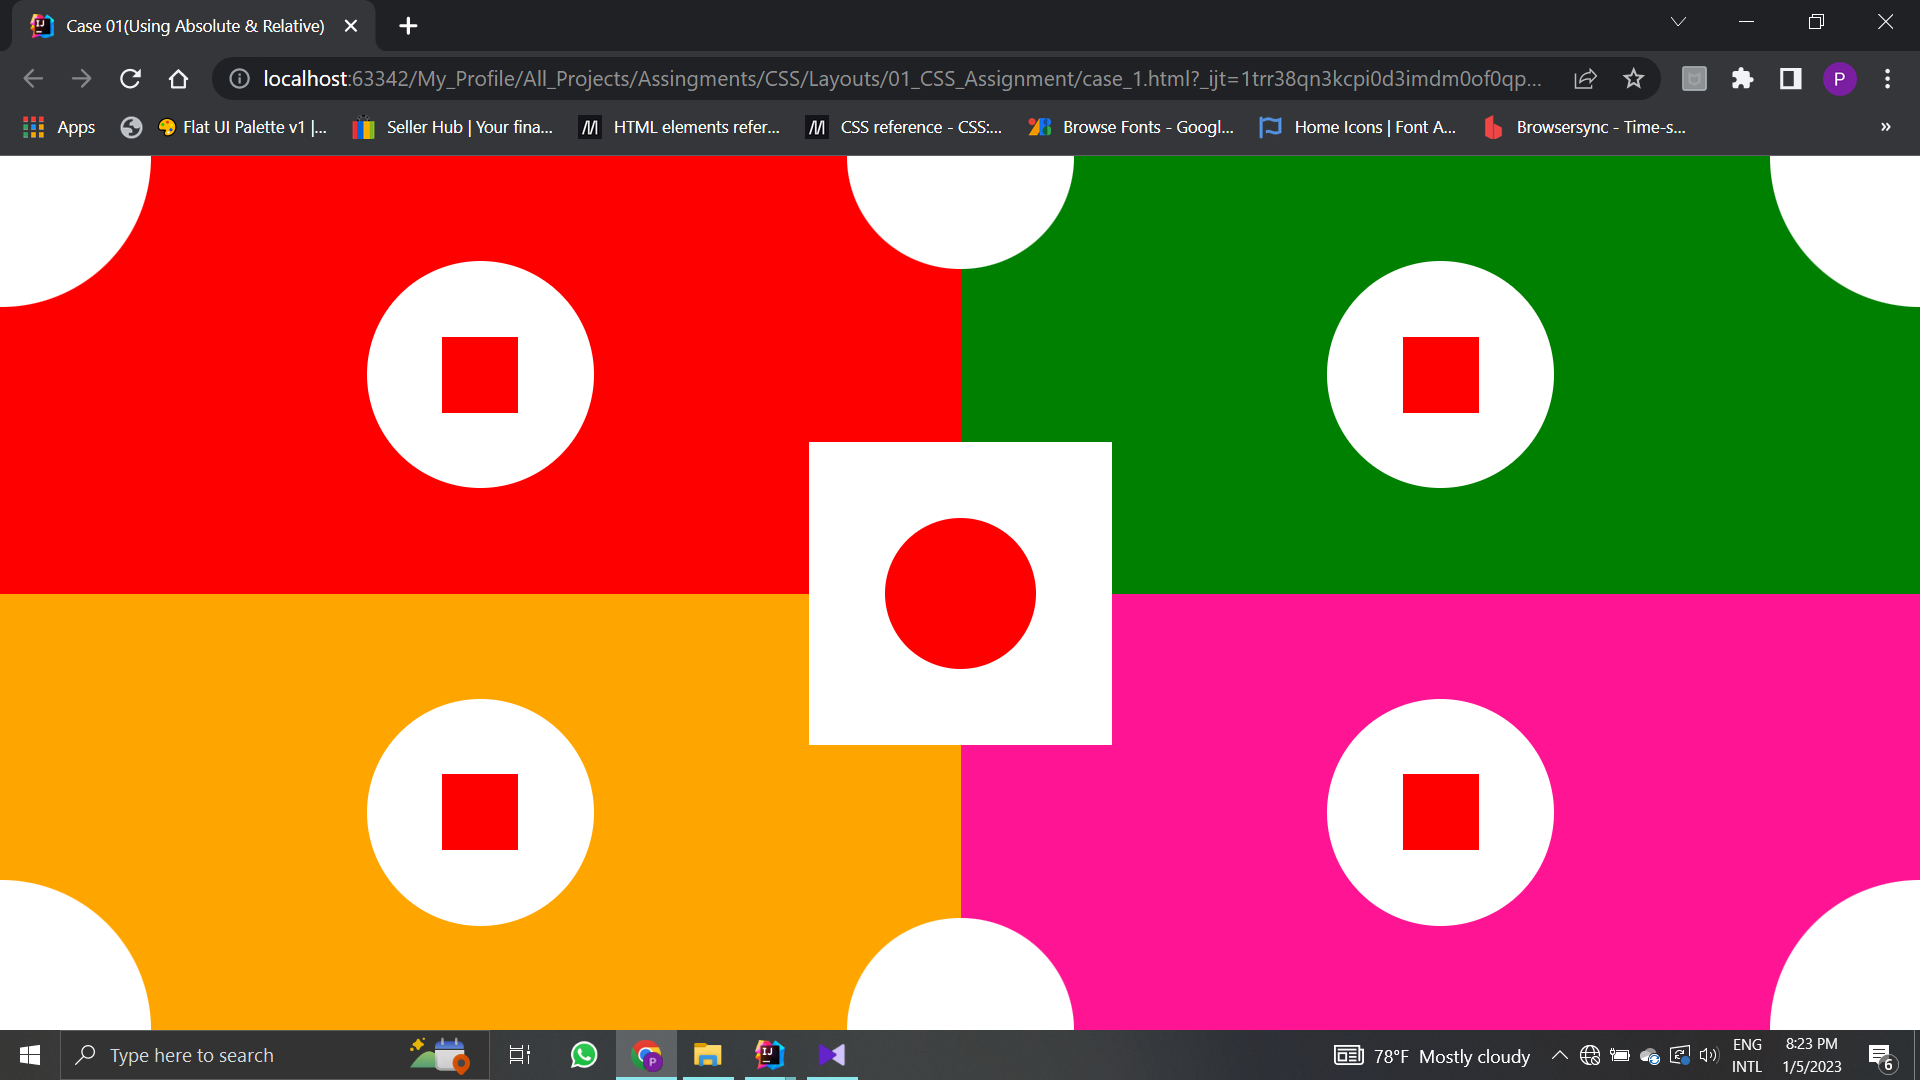 Case 01(Using Absolute & Relative)
localhost:63342/My_Profile/All_Projects/Assingments/CSS/Layouts/01_CSS_Assignment/case_1.html?_ijt=1trr38qn3kcpi0d3imdm0of0qp...
P
Apps
Flat UI Palette v1 |...
Seller Hub | Your fina...
M HTML elements refer...
M CSS reference - CSS:...
Browse Fonts - Googl...
Home Icons | Font A...
Browsersync - Time-s...
»
Type here to search
P
IJ
78°F Mostly cloudy
ENG
INTL
8:23 PM
1/5/2023
6